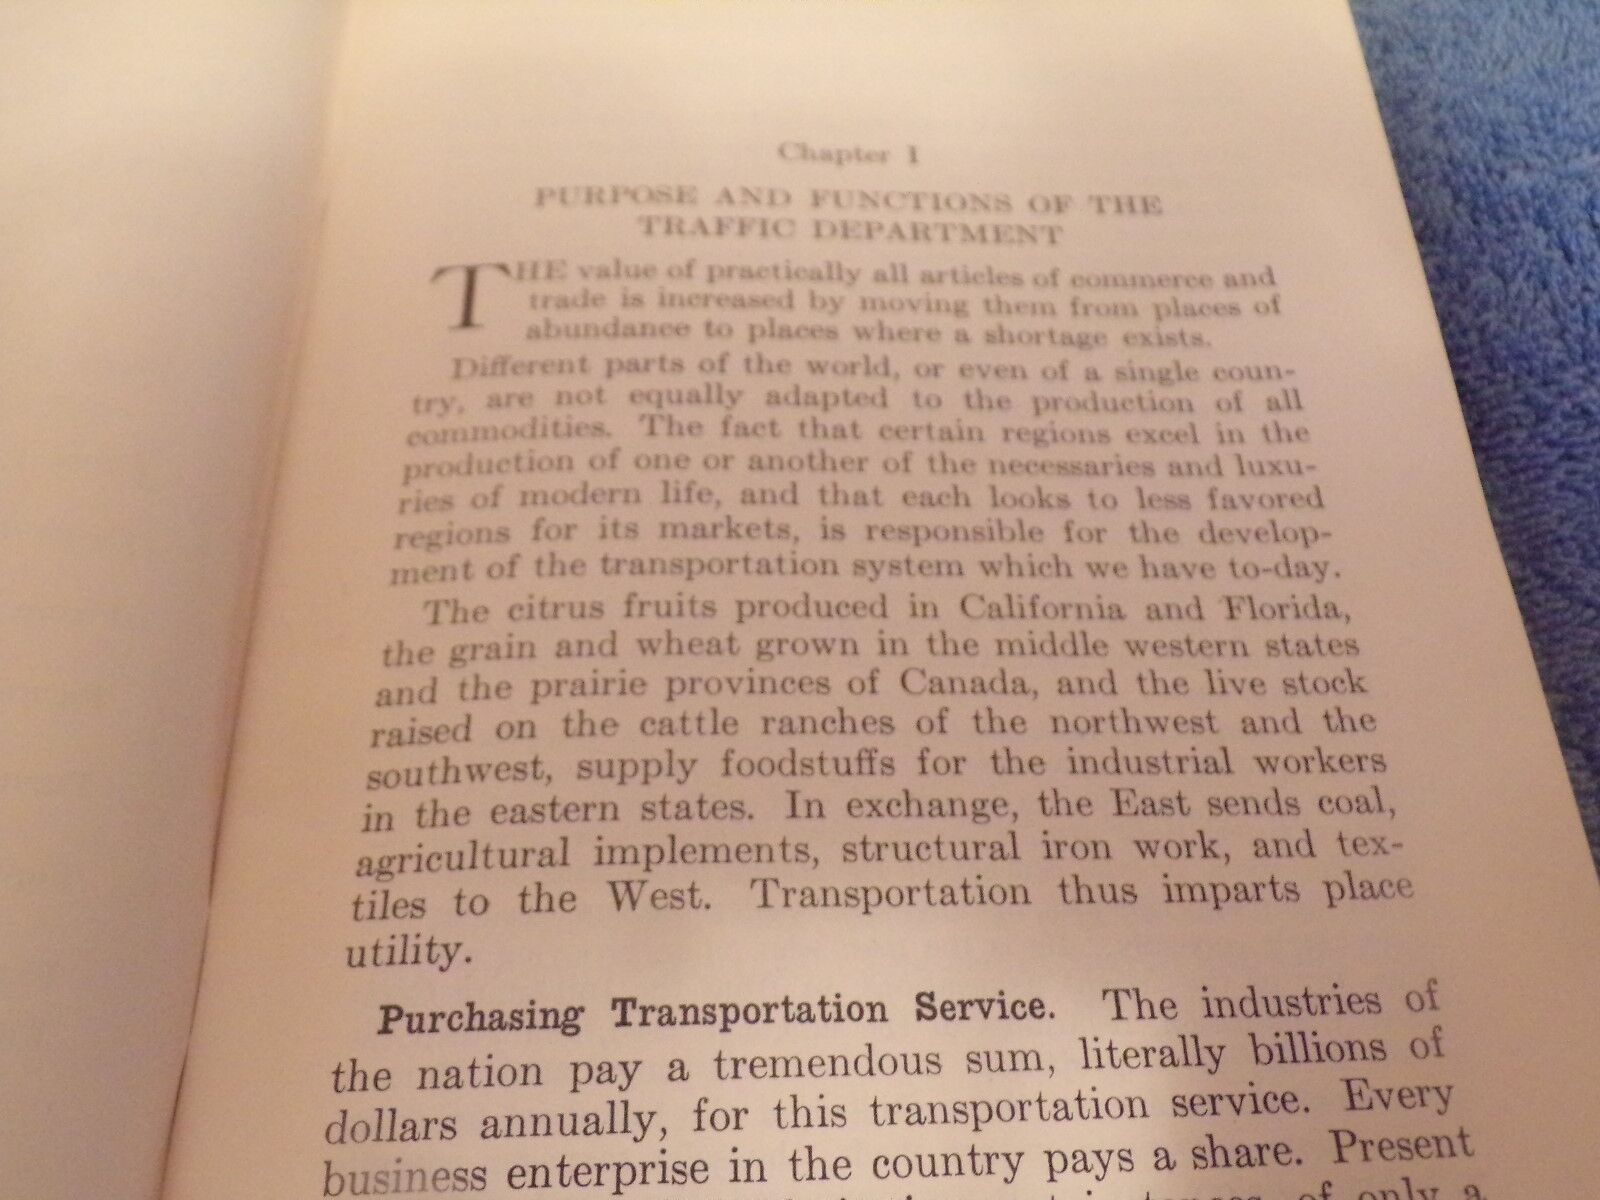 Chapter I
PURPOSE AND FUNCTIONS OF THE
TRAFFIC DEPARTMENT
THE value of practically all articles of commerce and
trade is increased by moving them from places of
abundance to places where a shortage exists.
Different parts of the world, or even of a single coun-
try, are not equally adapted to the production of all
commodities. The fact that certain regions excel in the
production of one or another of the necessaries and luxu-
ries of modern life, and that each looks to less favored
regions for its markets, is responsible for the develop-
ment of the transportation system which we have to-day.
The citrus fruits produced in California and Florida,
the grain and wheat grown in the middle western states
and the prairie provinces of Canada, and the live stock
raised on the cattle ranches of the northwest and the
southwest, supply foodstuffs for the industrial workers
in the eastern states. In exchange, the East sends coal,
agricultural implements, structural iron work, and tex-
tiles to the West. Transportation thus imparts place
utility.
Purchasing Transportation Service. The industries of
the nation pay a tremendous sum, literally billions of
dollars annually, for this transportation service. Every
business enterprise in the country pays a share. Present
of only a